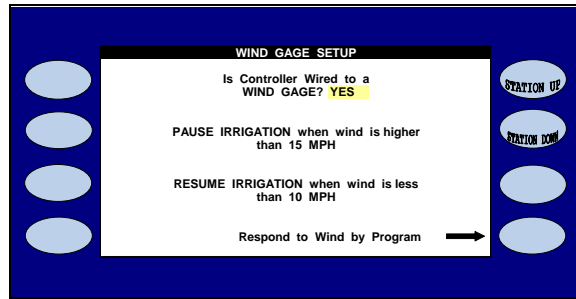 WIND GAGE SETUP
Is Controller Wired to a
WIND GAGE? YES
STATION UP
PAUSE IRRIGATION when wind is higher
than 15 MPH
STATION DOWN
RESUME IRRIGATION when wind is less
than 10 MPH
Respond to Wind by Program